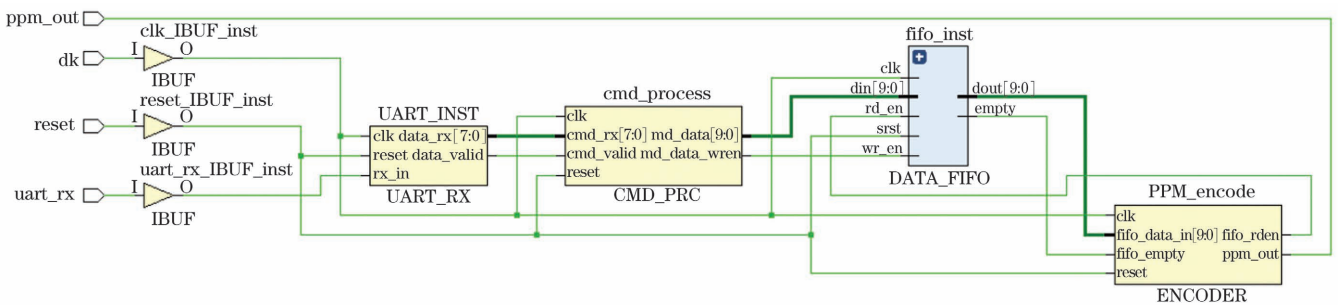 ppm_out
clk_IBUF_inst
I
O
dk
IBUF
reset_IBUF_inst
I
O
reset
IBUF
uart_rx_IBUF_inst
I
O
uart_rx
IBUF
UART_INST
clk data_rx[7:0]
reset data_valid
rx_in
UART_RX
cmd_process
clk
cmd_rx[7:0] md_data[9:0]
cmd_valid md_data_wren
reset
CMD_PRC
fifo_inst
clk
din[9:0]
dout[9:0]
rd_en
empty
srst
wr_en
DATA_FIFO
PPM_encode
clk
fifo_data_in[9:0] fifo_rden
fifo_empty ppm_out
reset
ENCODER